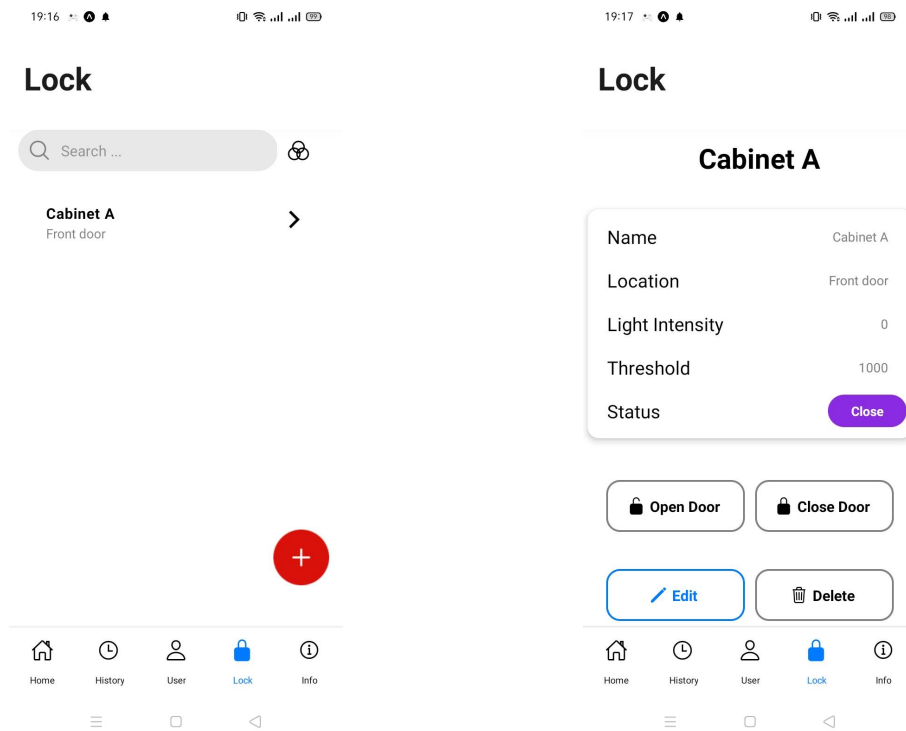 19:16
99
Lock
Search ...
Cabinet A
Front door
Home History User Lock Info
19:17
98
Lock
Cabinet A
Name Cabinet A
Location Front door
Light Intensity 0
Threshold 1000
Status Close
Open Door Close Door
Edit Delete
Home History User Lock Info